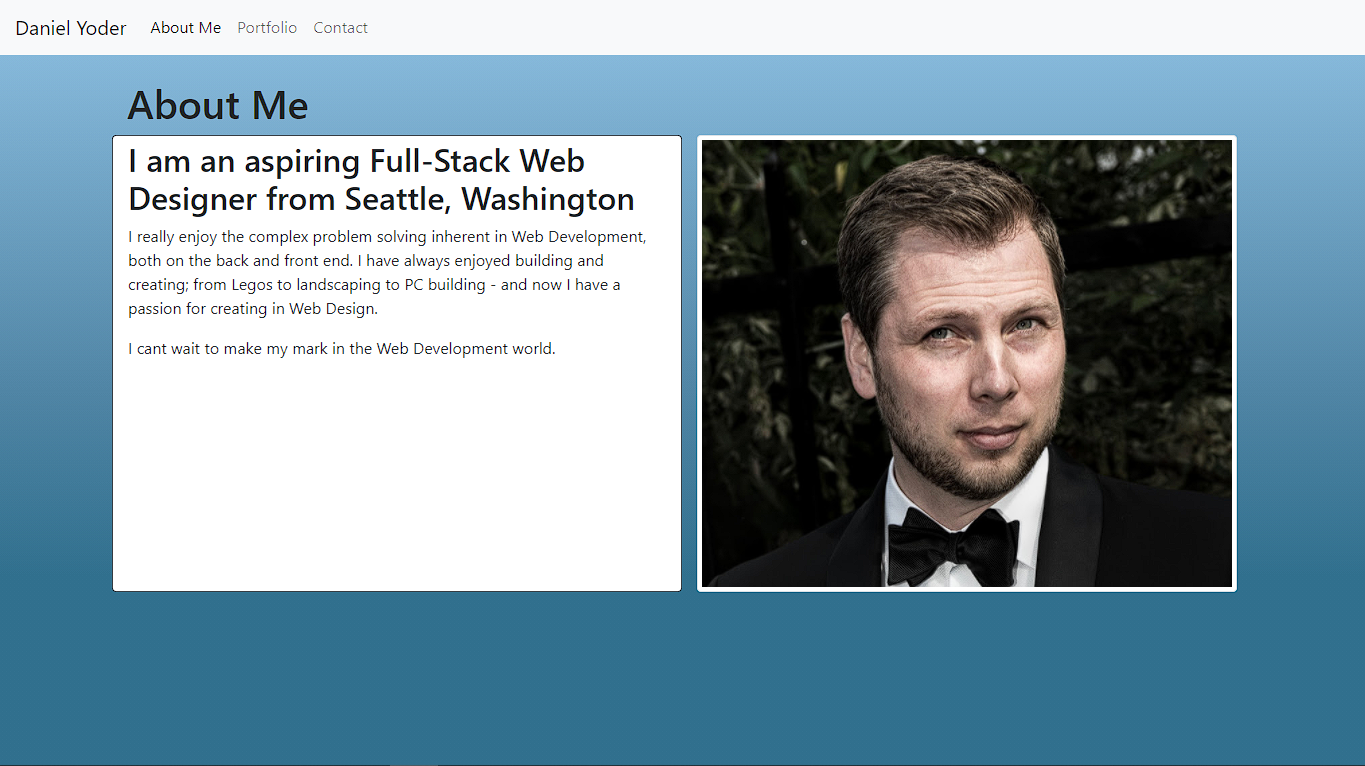 Daniel Yoder About Me Portfolio Contact
About Me
I am an aspiring Full-Stack Web
Designer from Seattle, Washington
I really enjoy the complex problem solving inherent in Web Development,
both on the back and front end. I have always enjoyed building and
creating; from Legos to landscaping to PC building - and now I have a
passion for creating in Web Design.
I cant wait to make my mark in the Web Development world.